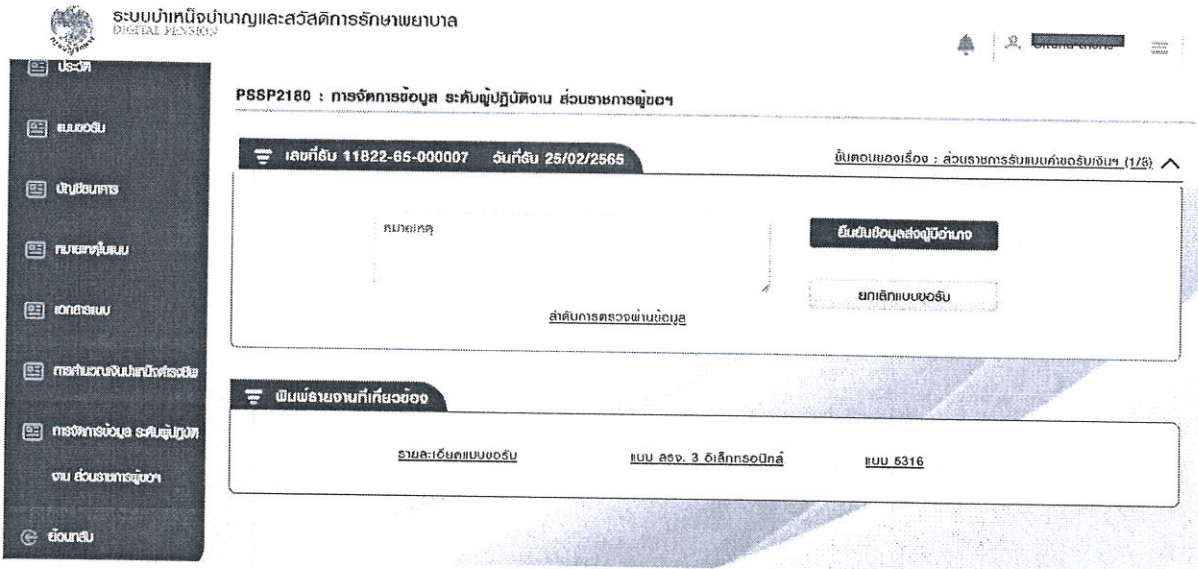 ระบบบำเหน็จบำนาญและสวัสดิการรักษาพยาบาล
DIGITAL PENSION
ประวัติ
แบบขอรับ
บัญชีธนาคาร
หมายเหตุในแบบ
เอกสารแบบ
การคำนวณเงินบำเหน็จดำรงชีพ
การจัดการข้อมูล ระดับผู้ปฏิบัติ
งาน ส่วนราชการผู้ขอฯ
ย้อนกลับ
PSSP2180 : การจัดการข้อมูล ระดับผู้ปฏิบัติงาน ส่วนราชการผู้ขอฯ
เลขที่รับ 11822-65-000007 วันที่รับ 25/02/2565
ขั้นตอนของเรื่อง : ส่วนราชการรับแบบคำขอรับเงินฯ (1/8)
หมายเหตุ
ยืนยันข้อมูลส่งผู้มีอำนาจ
ยกเลิกแบบขอรับ
ลำดับการตรวจผ่านข้อมูล
พิมพ์รายงานที่เกี่ยวข้อง
รายละเอียดแบบขอรับ
แบบ สรจ. 3 อิเล็กทรอนิกส์
แบบ 5316